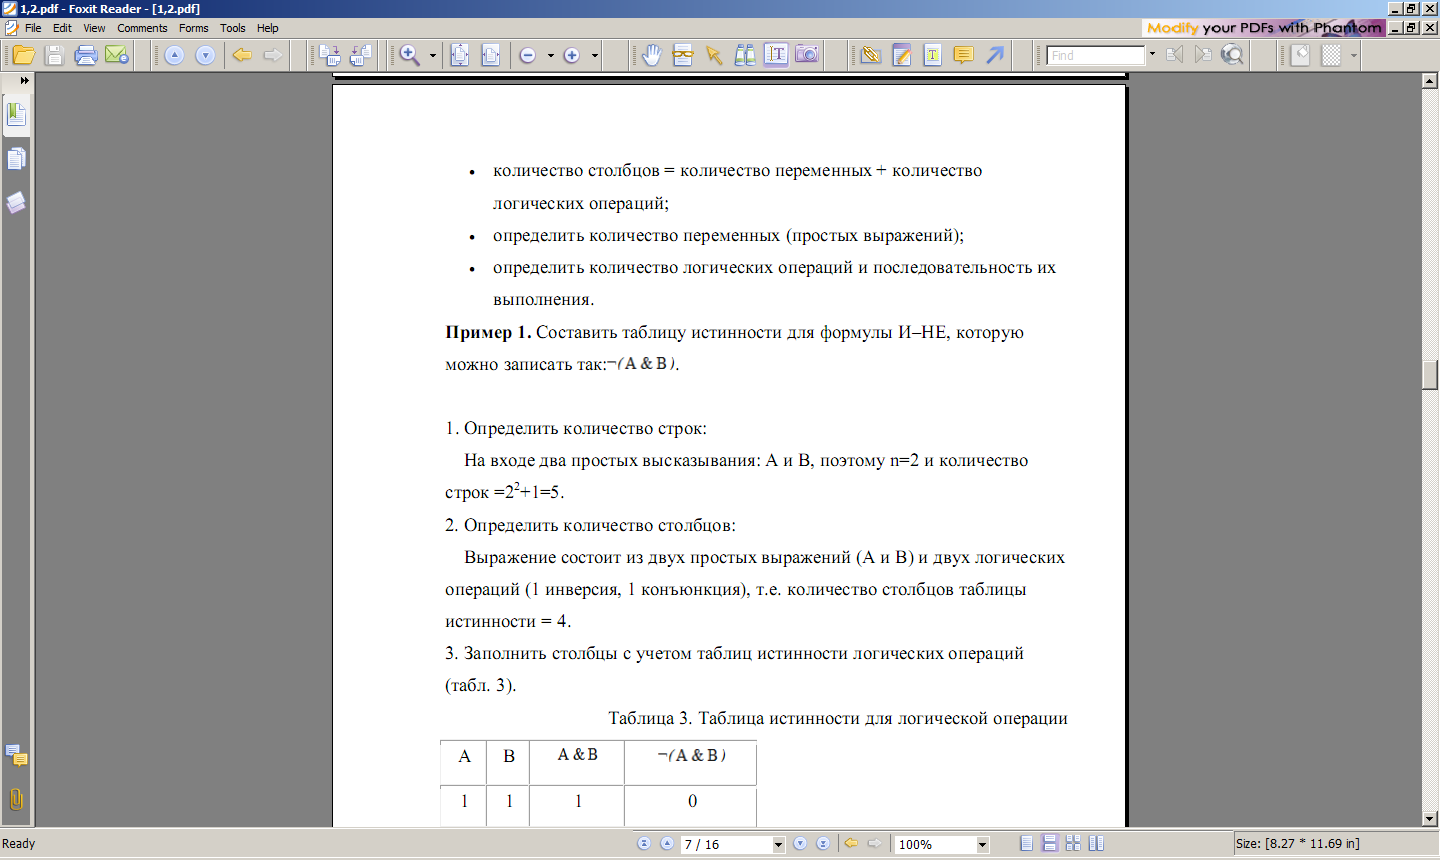 1,2.pdf - Foxit Reader - [1,2.pdf]
File Edit View Comments Forms Tools Help
Modify your PDFs with Phantom
Find
• количество столбцов = количество переменных + количество
логических операций;
• определить количество переменных (простых выражений);
• определить количество логических операций и последовательность их
выполнения.
Пример 1. Составить таблицу истинности для формулы И–НЕ, которую
можно записать так:¬(A & B).
1. Определить количество строк:
На входе два простых высказывания: А и В, поэтому n=2 и количество
строк =2²+1=5.
2. Определить количество столбцов:
Выражение состоит из двух простых выражений (А и В) и двух логических
операций (1 инверсия, 1 конъюнкция), т.е. количество столбцов таблицы
истинности = 4.
3. Заполнить столбцы с учетом таблиц истинности логических операций
(табл. 3).
Таблица 3. Таблица истинности для логической операции
А В A & B ¬(A & B)
1 1 1 0
Ready 7 / 16 100% Size: [8.27 * 11.69 in]